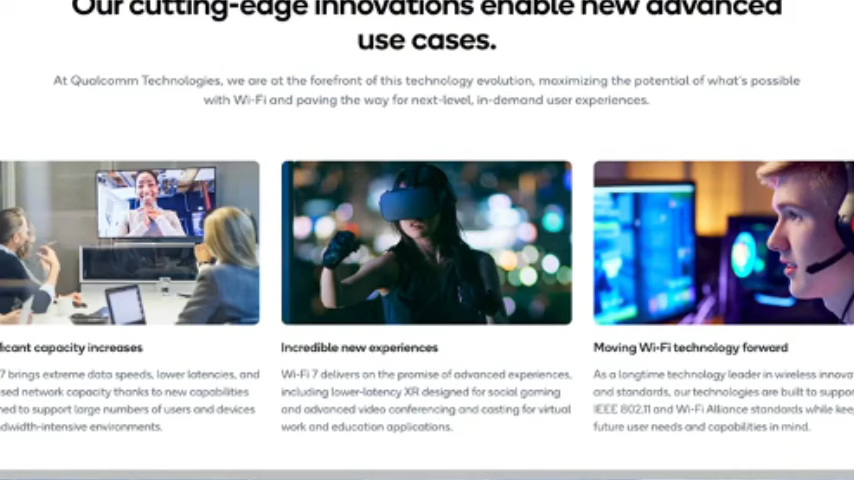 Our cutting-edge innovations enable new advanced
use cases.
At Qualcomm Technologies, we are at the forefront of this technology evolution, maximizing the potential of what's possible
with Wi-Fi and paving the way for next-level, in-demand user experiences.
ficant capacity increases
7 brings extreme data speeds, lower latencies, and
sed network capacity thanks to new capabilities
ned to support large numbers of users and devices
dwidth-intensive environments.
Incredible new experiences
Wi-Fi 7 delivers on the promise of advanced experiences,
including lower-latency XR designed for social gaming
and advanced video conferencing and casting for virtual
work and education applications.
Moving Wi-Fi technology forward
As a longtime technology leader in wireless innova
and standards, our technologies are built to suppor
IEEE 802.11 and Wi-Fi Alliance standards while kee
future user needs and capabilities in mind.